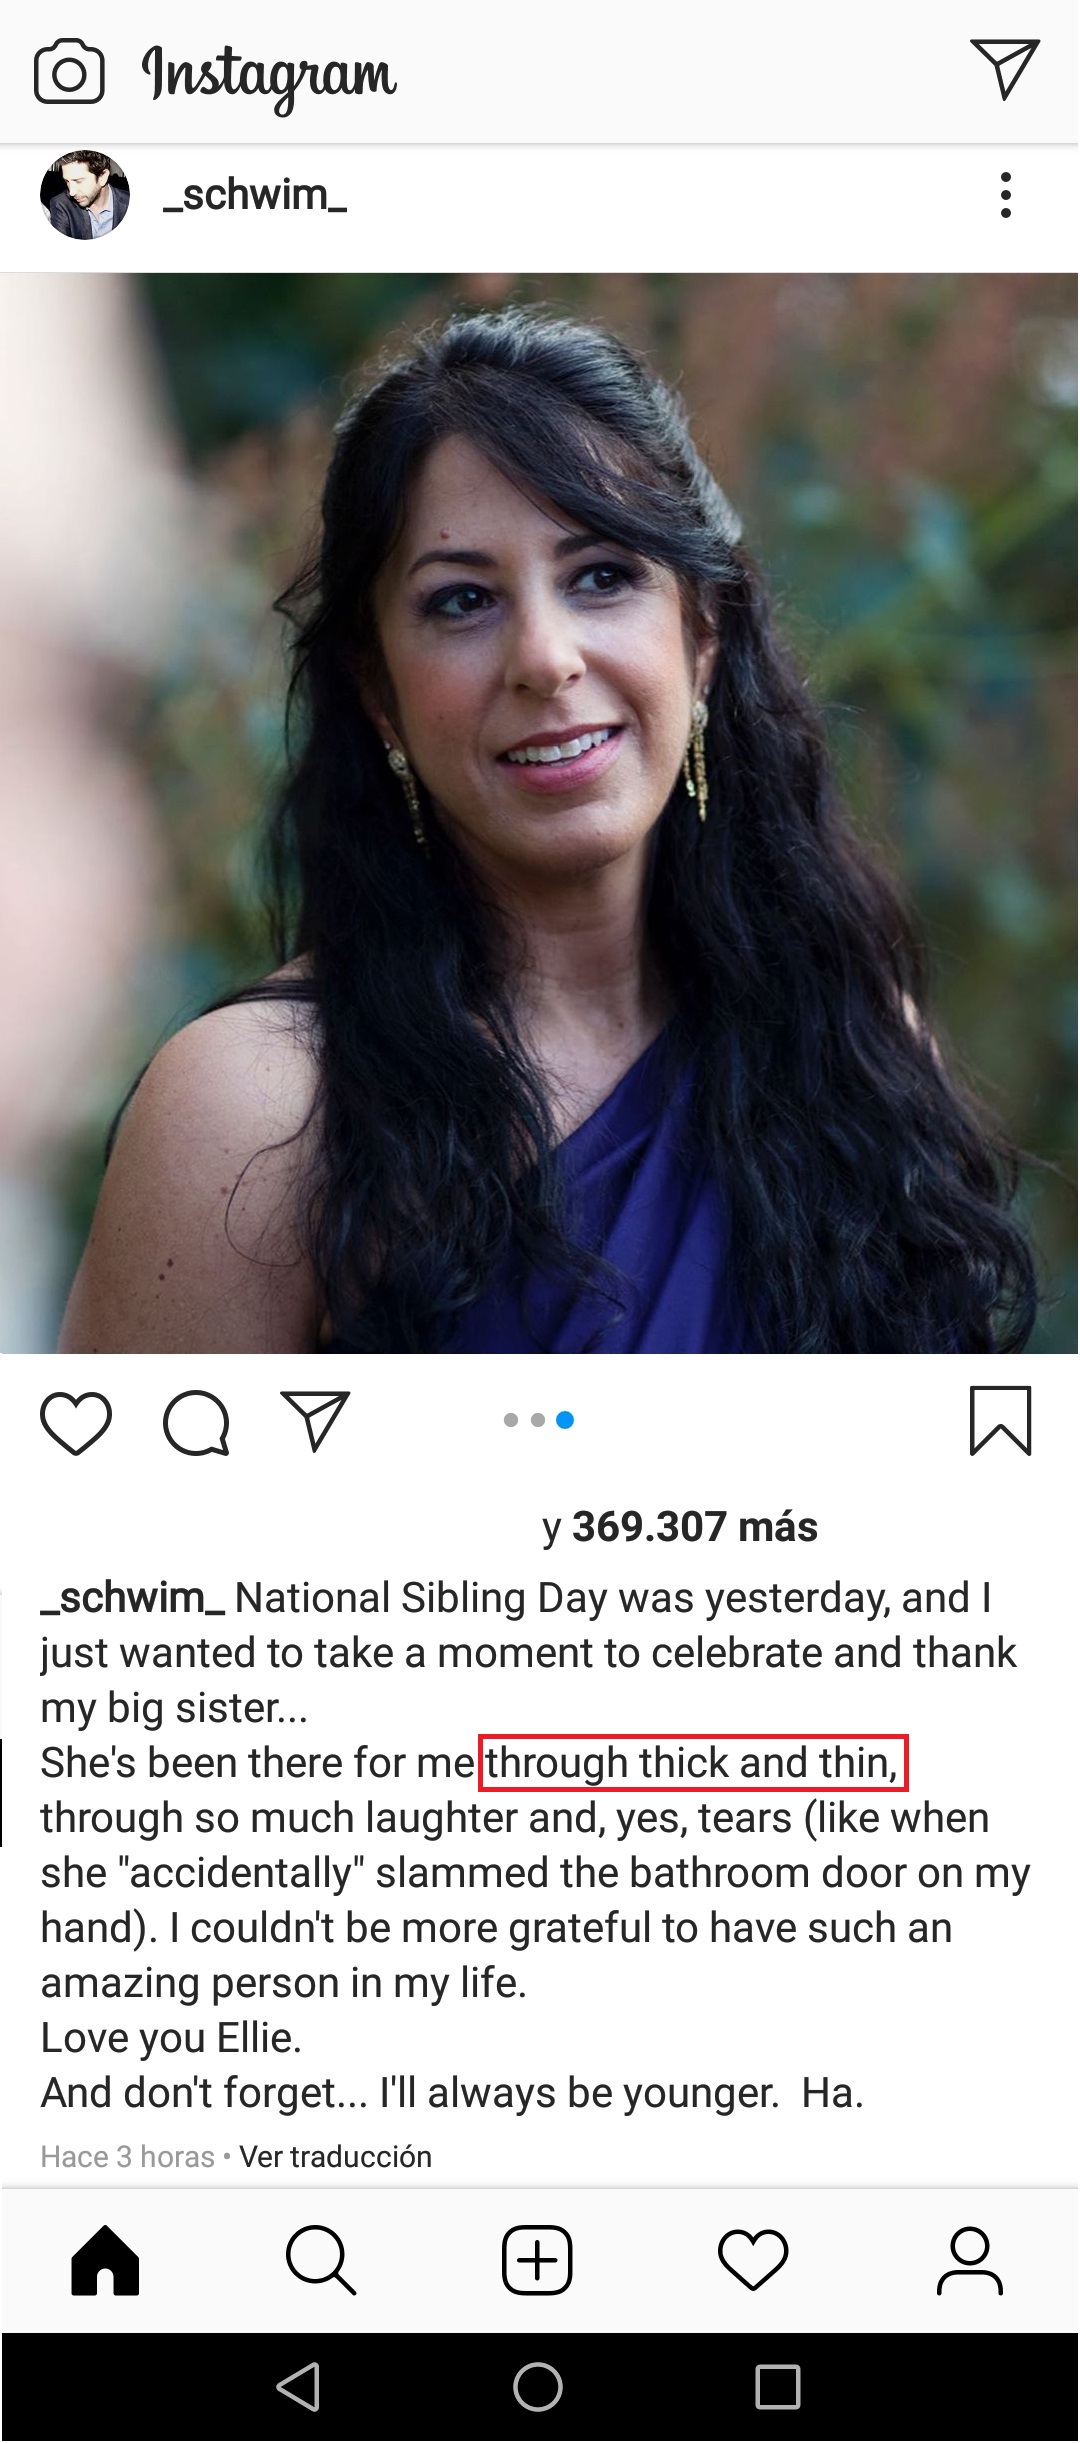 Instagram
_schwim_
y 369.307 más
_schwim_ National Sibling Day was yesterday, and I
just wanted to take a moment to celebrate and thank
my big sister...
She's been there for me through thick and thin,
through so much laughter and, yes, tears (like when
she "accidentally" slammed the bathroom door on my
hand). I couldn't be more grateful to have such an
amazing person in my life.
Love you Ellie.
And don't forget... I'll always be younger.  Ha.
Hace 3 horas • Ver traducción